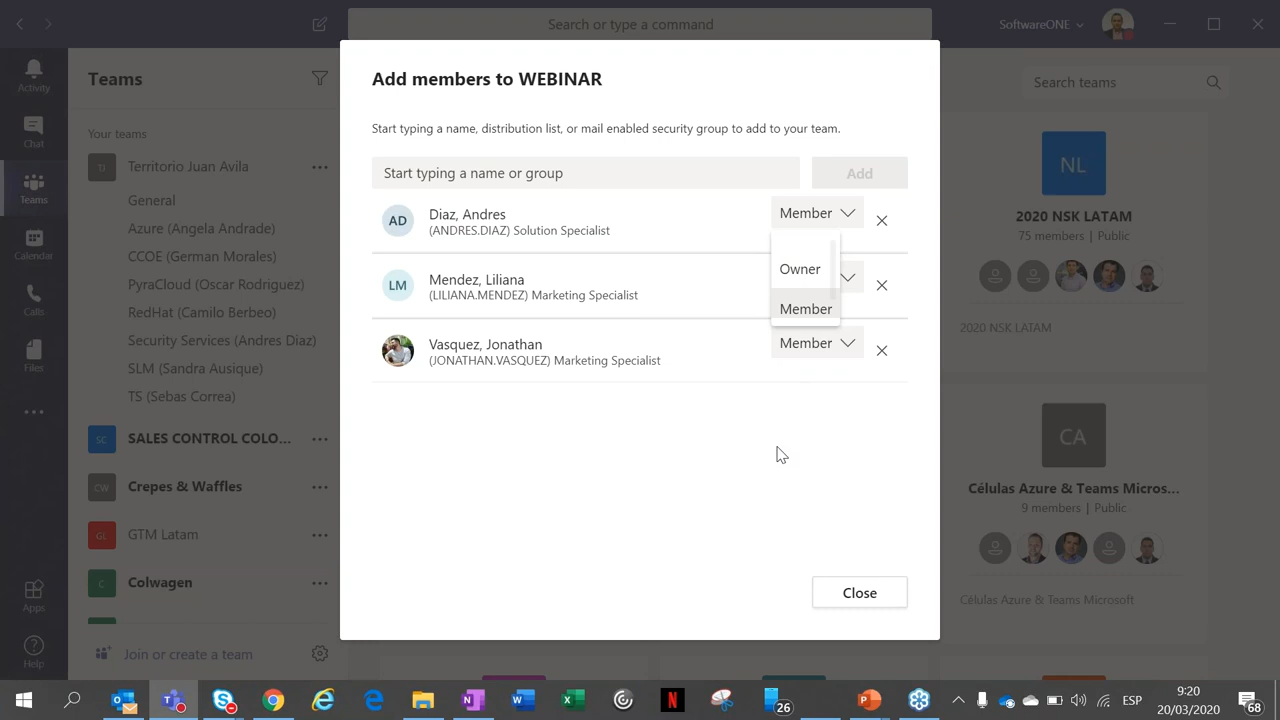 Search or type a command
SoftwareONE
Activity
Chat
Teams
Calendar
Calls
Files
Apps
Help
Teams
Your teams
TJ Territorio Juan Avila
General
Azure (Angela Andrade)
CCOE (German Morales)
PyraCloud (Oscar Rodriguez)
RedHat (Camilo Berbeo)
Security Services (Andres Diaz)
SLM (Sandra Ausique)
TS (Sebas Correa)
SC SALES CONTROL COLO...
CW Crepes & Waffles
GL GTM Latam
C Colwagen
Join or create a team
Add members to WEBINAR
Start typing a name, distribution list, or mail enabled security group to add to your team.
Start typing a name or group
Add
AD Diaz, Andres
(ANDRES.DIAZ) Solution Specialist
Member
Owner
Member
LM Mendez, Liliana
(LILIANA.MENDEZ) Marketing Specialist
Vasquez, Jonathan
(JONATHAN.VASQUEZ) Marketing Specialist
Member
Close
Search teams
NL
2020 NSK LATAM
75 members | Public
2020 NSK LATAM
CA
Células Azure & Teams Micros...
9 members | Public
Células Azure & Teams Microsoft
26
ESP
9:20
20/03/2020
68